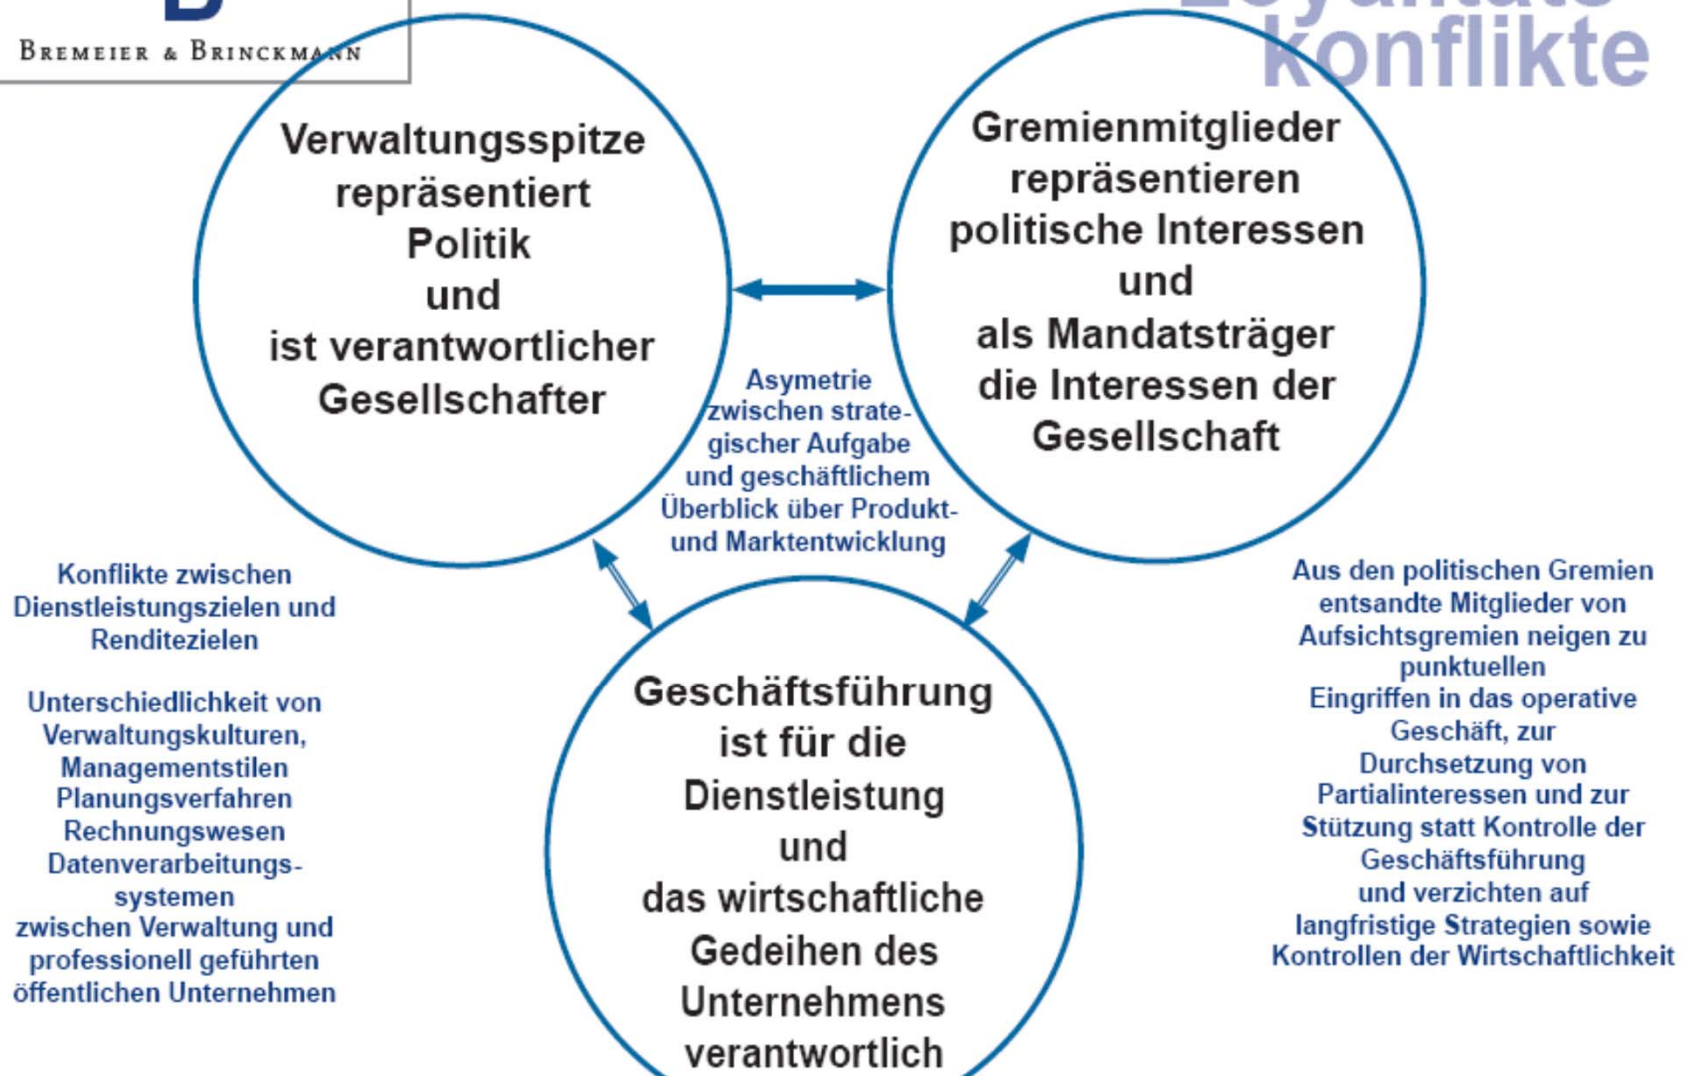 BREMEIER & BRINCKMANN
Loyalitäts-
konflikte
Verwaltungsspitze
repräsentiert
Politik
und
ist verantwortlicher
Gesellschafter
Gremienmitglieder
repräsentieren
politische Interessen
und
als Mandatsträger
die Interessen der
Gesellschaft
Asymetrie
zwischen strate-
gischer Aufgabe
und geschäftlichem
Überblick über Produkt-
und Marktentwicklung
Konflikte zwischen
Dienstleistungszielen und
Renditezielen
Unterschiedlichkeit von
Verwaltungskulturen,
Managementstilen
Planungsverfahren
Rechnungswesen
Datenverarbeitungs-
systemen
zwischen Verwaltung und
professionell geführten
öffentlichen Unternehmen
Geschäftsführung
ist für die
Dienstleistung
und
das wirtschaftliche
Gedeihen des
Unternehmens
verantwortlich
Aus den politischen Gremien
entsandte Mitglieder von
Aufsichtsgremien neigen zu
punktuellen
Eingriffen in das operative
Geschäft, zur
Durchsetzung von
Partialinteressen und zur
Stützung statt Kontrolle der
Geschäftsführung
und verzichten auf
langfristige Strategien sowie
Kontrollen der Wirtschaftlichkeit